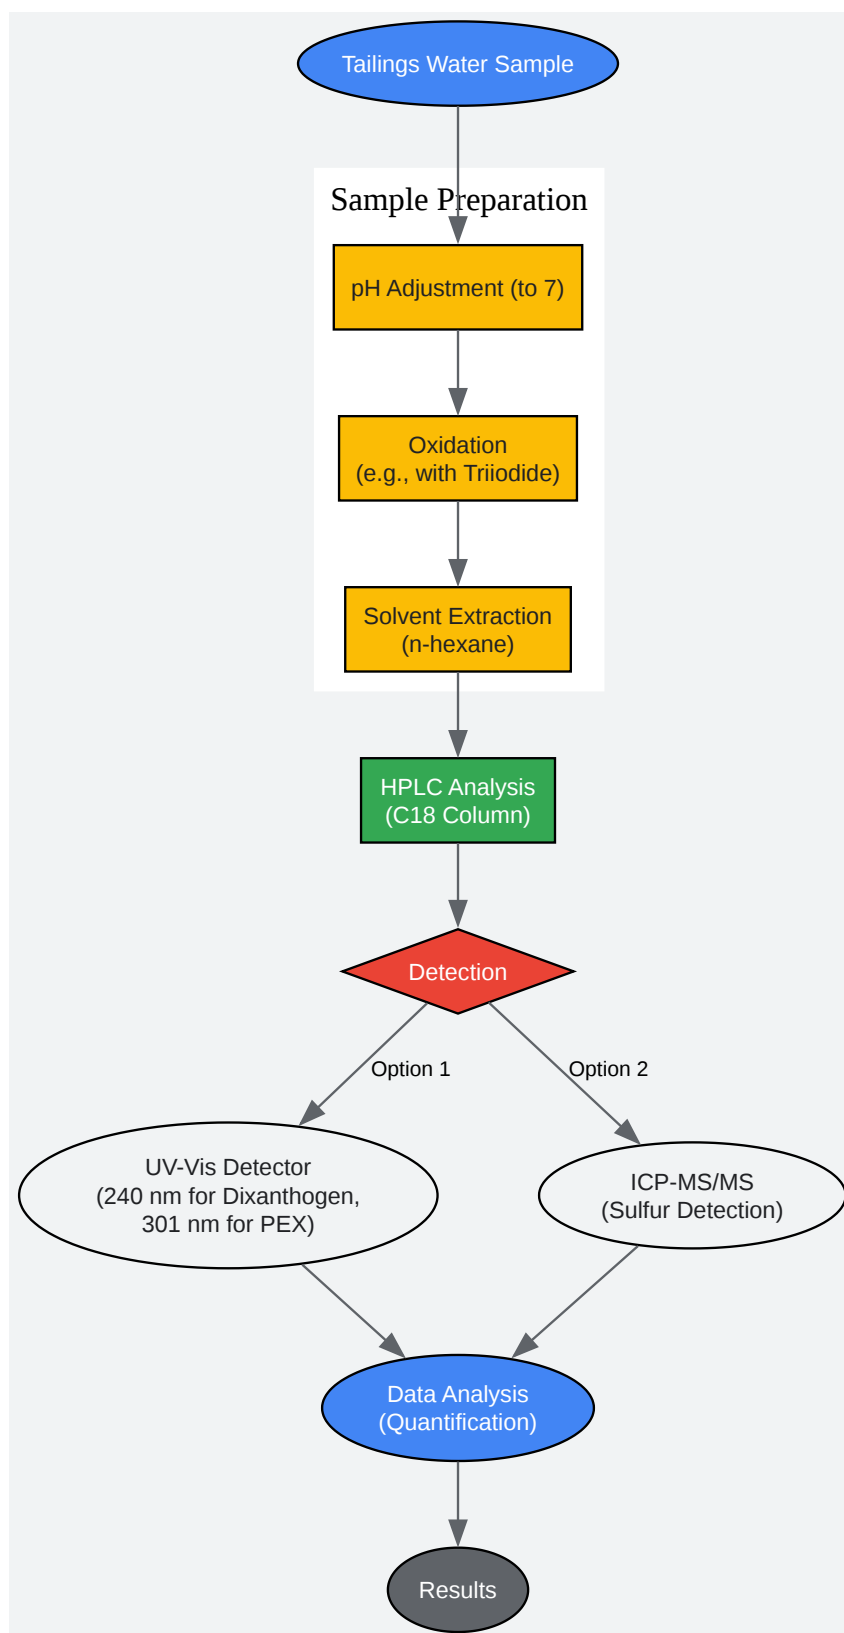 Tailings Water Sample
Sample Preparation
pH Adjustment (to 7)
Oxidation
(e.g., with Triiodide)
Solvent Extraction
(n-hexane)
HPLC Analysis
(C18 Column)
Detection
Option 1
Option 2
UV-Vis Detector
(240 nm for Dixanthogen,
301 nm for PEX)
ICP-MS/MS
(Sulfur Detection)
Data Analysis
(Quantification)
Results